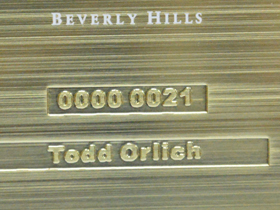 BEVERLY HILLS
0000 0021
Todd Orlich